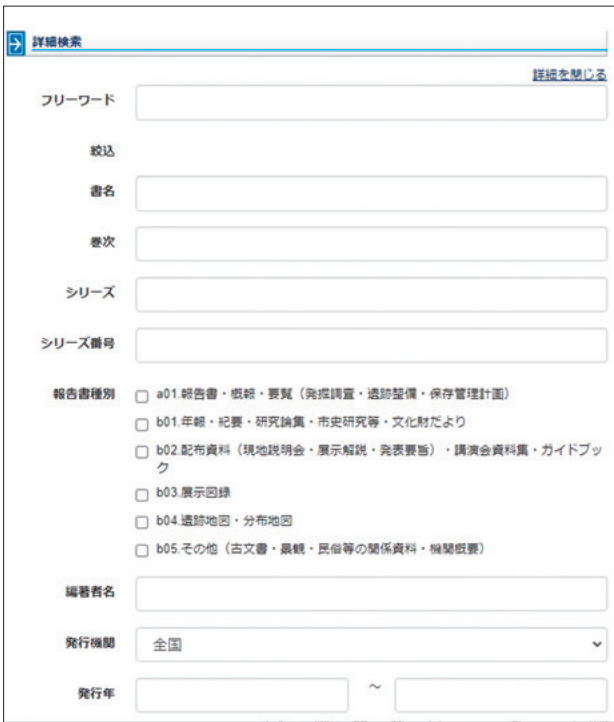 詳細検索
詳細を閉じる
フリーワード
絞込
書名
巻次
シリーズ
シリーズ番号
報告書種別
a01.報告書・概報・要覧（発掘調査・遺跡整備・保存管理計画）
b01.年報・紀要・研究論集・市史研究等・文化財だより
b02.配布資料（現地説明会・展示解説・発表要旨）・講演会資料集・ガイドブッ
ク
b03.展示図録
b04.遺跡地図・分布地図
b05.その他（古文書・景観・民俗等の関係資料・機関概要）
編著者名
発行機関 全国
発行年 ～